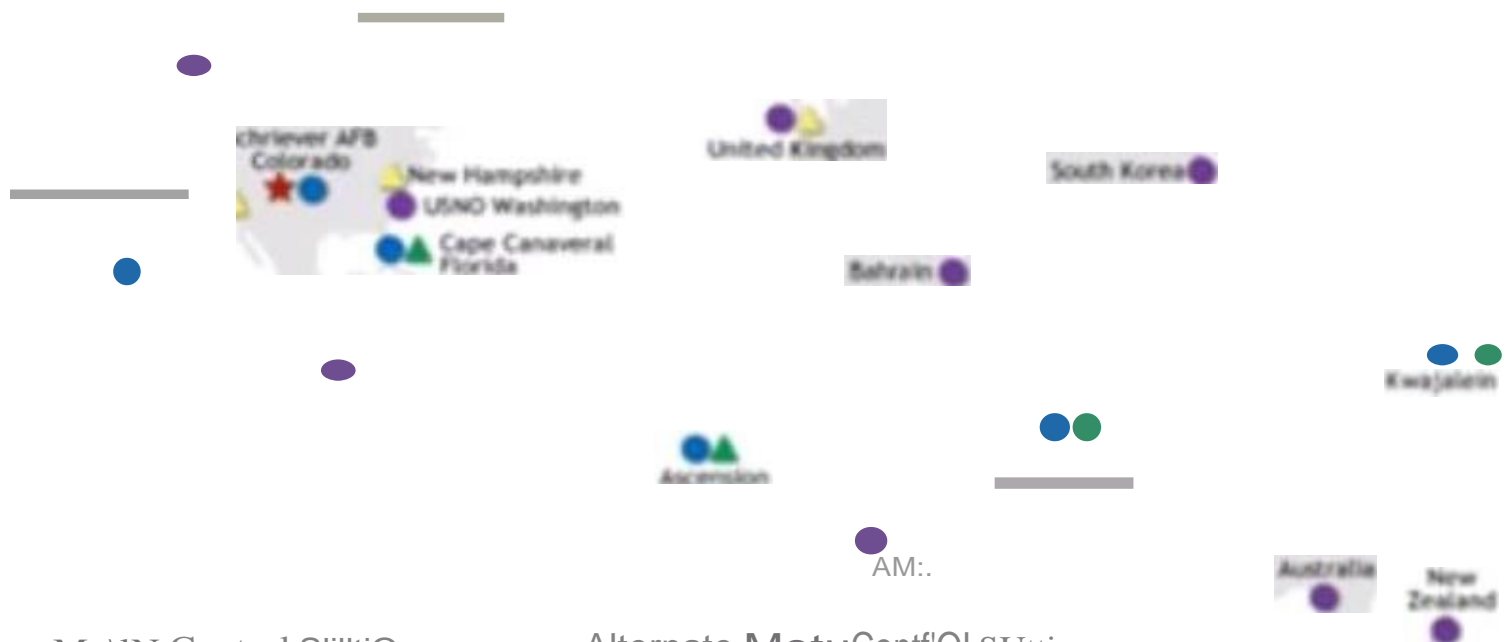 chriever AFB
Colorado
New Hampshire
USNO Washington
Cape Canaveral
Florida
United Kingdom
South Korea
Bahrain
Kwajalein
Ascension
AM:.
Australia
New
Zealand
Alternate